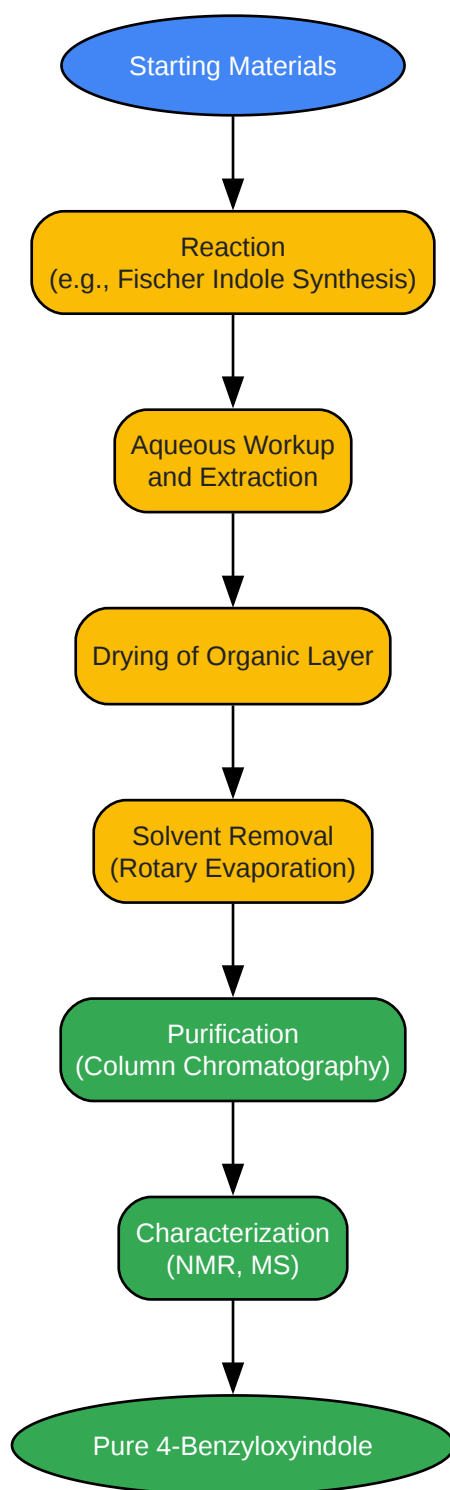 Starting Materials
Reaction
(e.g., Fischer Indole Synthesis)
Aqueous Workup
and Extraction
Drying of Organic Layer
Solvent Removal
(Rotary Evaporation)
Purification
(Column Chromatography)
Characterization
(NMR, MS)
Pure 4-Benzyloxyindole